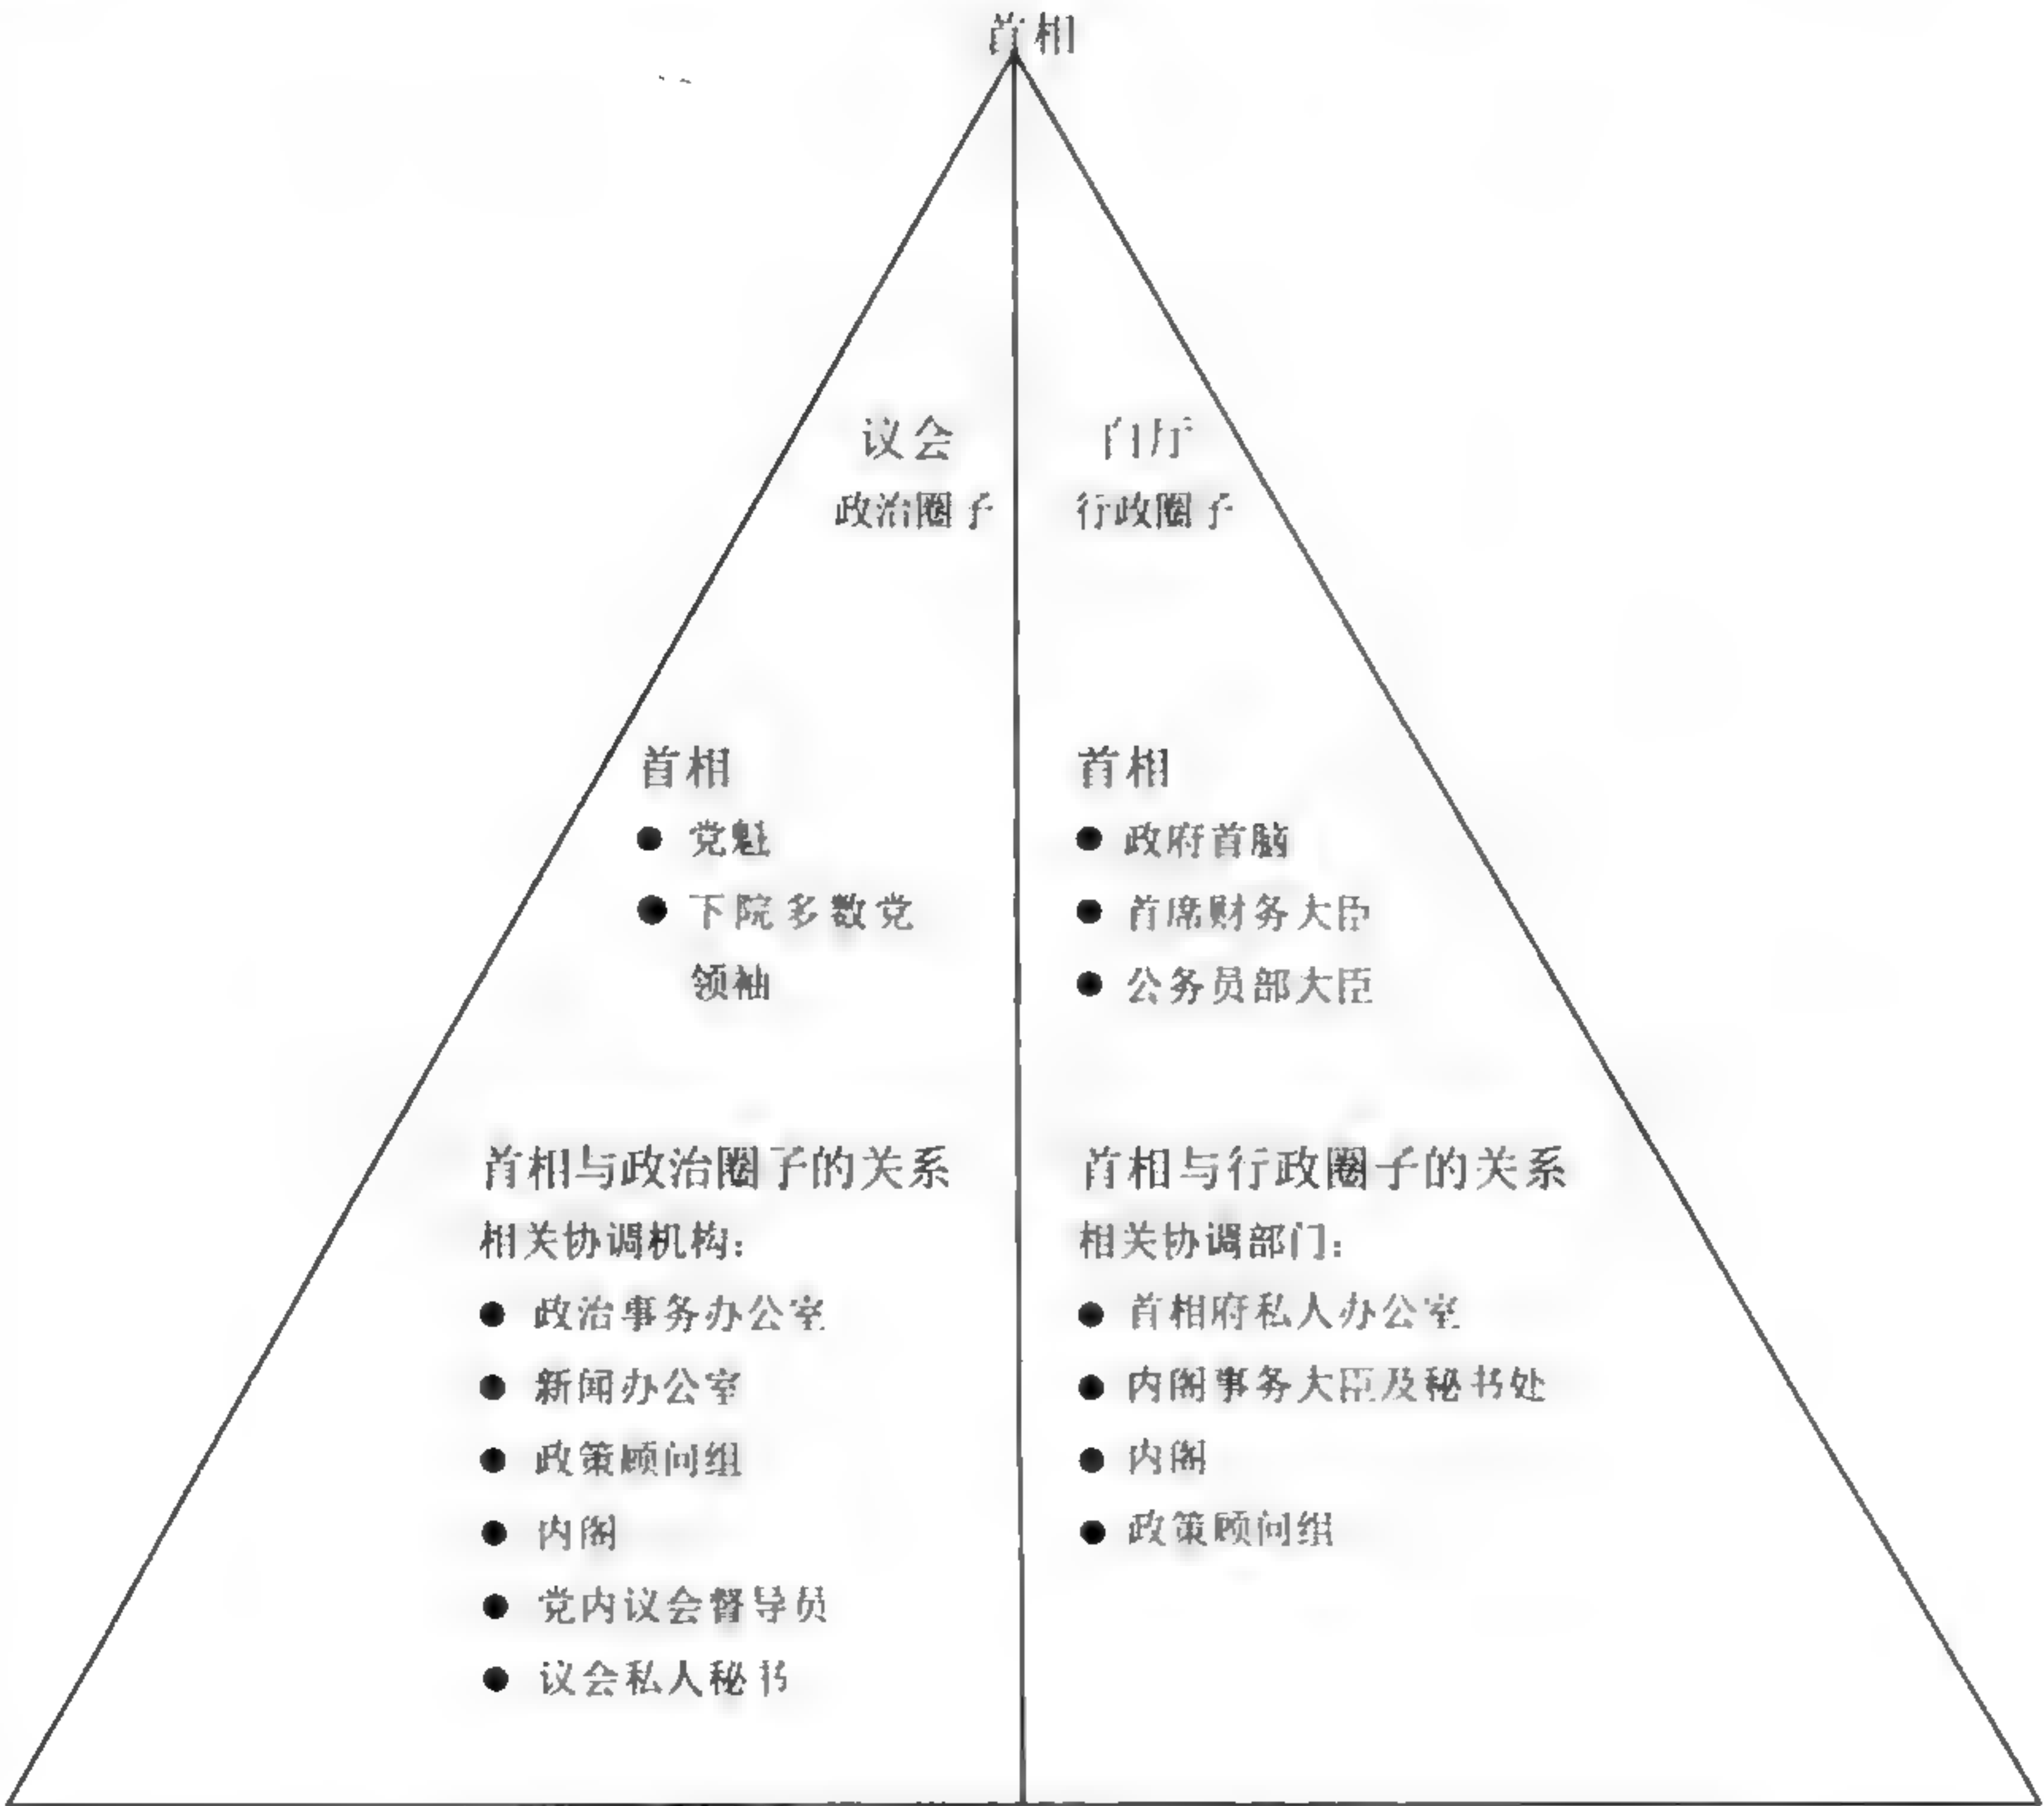 首相
议会
政治圈子
白厅
行政圈子
首相
● 党魁
● 下院多数党
领袖
首相
● 政府首脑
● 首席财务大臣
● 公务员部大臣
首相与政治圈子的关系
相关协调机构：
● 政治事务办公室
● 新闻办公室
● 政策顾问组
● 内阁
● 党内议会督导员
● 议会私人秘书
首相与行政圈子的关系
相关协调部门：
● 首相府私人办公室
● 内阁事务大臣及秘书处
● 内阁
● 政策顾问组